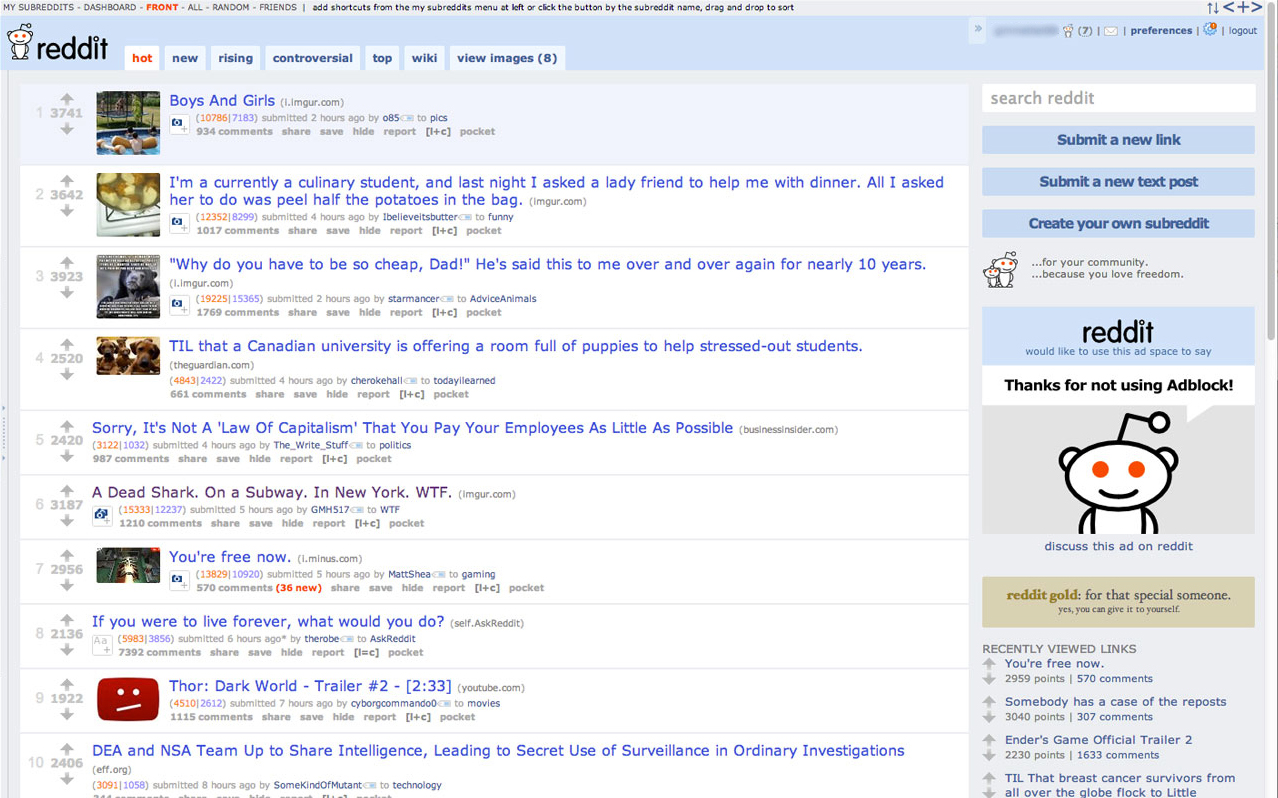 MY SUBREDDITS - DASHBOARD - FRONT - ALL - RANDOM - FRIENDS | add shortcuts from the my subreddits menu at left or click the button by the subreddit name, drag and drop to sort
reddit
hot new rising controversial top wiki view images (8)
(7) | | preferences | | logout
1 3741
Boys And Girls (i.imgur.com)
(10786|7183) submitted 2 hours ago by o85 to pics
934 comments share save hide report [l+c] pocket
2 3642
I'm a currently a culinary student, and last night I asked a lady friend to help me with dinner. All I asked
her to do was peel half the potatoes in the bag. (imgur.com)
(12352|8299) submitted 4 hours ago by Ibelieveitsbutter to funny
1017 comments share save hide report [l+c] pocket
3 3923
"Why do you have to be so cheap, Dad!" He's said this to me over and over again for nearly 10 years.
(i.imgur.com)
(19225|15365) submitted 2 hours ago by starmancer to AdviceAnimals
1769 comments share save hide report [l+c] pocket
4 2520
TIL that a Canadian university is offering a room full of puppies to help stressed-out students.
(theguardian.com)
(4843|2422) submitted 4 hours ago by cherokehall to todayilearned
661 comments share save hide report [l+c] pocket
5 2420
Sorry, It's Not A 'Law Of Capitalism' That You Pay Your Employees As Little As Possible (businessinsider.com)
(3122|1032) submitted 4 hours ago by The_Write_Stuff to politics
987 comments share save hide report [l+c] pocket
6 3187
A Dead Shark. On a Subway. In New York. WTF. (imgur.com)
(15333|12237) submitted 5 hours ago by GMH517 to WTF
1210 comments share save hide report [l+c] pocket
7 2956
You're free now. (i.minus.com)
(13829|10920) submitted 5 hours ago by MattShea to gaming
570 comments (36 new) share save hide report [l+c] pocket
8 2136
If you were to live forever, what would you do? (self.AskReddit)
Aa (5983|3856) submitted 6 hours ago* by therobe to AskReddit
7392 comments share save hide report [l=c] pocket
9 1922
Thor: Dark World - Trailer #2 - [2:33] (youtube.com)
(4510|2612) submitted 7 hours ago by cyborgcommando0 to movies
1115 comments share save hide report [l+c] pocket
10 2406
DEA and NSA Team Up to Share Intelligence, Leading to Secret Use of Surveillance in Ordinary Investigations
(eff.org)
(3091|1058) submitted 8 hours ago by SomeKindOfMutant to technology
search reddit
Submit a new link
Submit a new text post
Create your own subreddit
...for your community.
...because you love freedom.
reddit
would like to use this ad space to say
Thanks for not using Adblock!
discuss this ad on reddit
reddit gold: for that special someone.
yes, you can give it to yourself.
RECENTLY VIEWED LINKS
You're free now.
2959 points | 570 comments
Somebody has a case of the reposts
3040 points | 307 comments
Ender's Game Official Trailer 2
2230 points | 1633 comments
TIL That breast cancer survivors from
all over the globe flock to Little